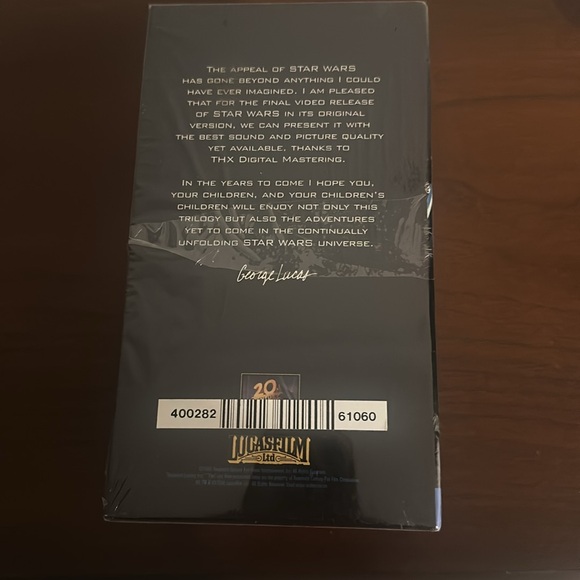 THE APPEAL OF STAR WARS
HAS GONE BEYOND ANYTHING I COULD
HAVE EVER IMAGINED. I AM PLEASED
THAT FOR THE FINAL VIDEO RELEASE
OF STAR WARS IN ITS ORIGINAL
VERSION, WE CAN PRESENT IT WITH
THE BEST SOUND AND PICTURE QUALITY
YET AVAILABLE, THANKS TO
THX DIGITAL MASTERING.
IN THE YEARS TO COME I HOPE YOU,
YOUR CHILDREN, AND YOUR CHILDREN'S
CHILDREN WILL ENJOY NOT ONLY THIS
TRILOGY BUT ALSO THE ADVENTURES
YET TO COME IN THE CONTINUALLY
UNFOLDING STAR WARS UNIVERSE.
George Lucas
20
400282 61060
LUCASFILM
Ltd